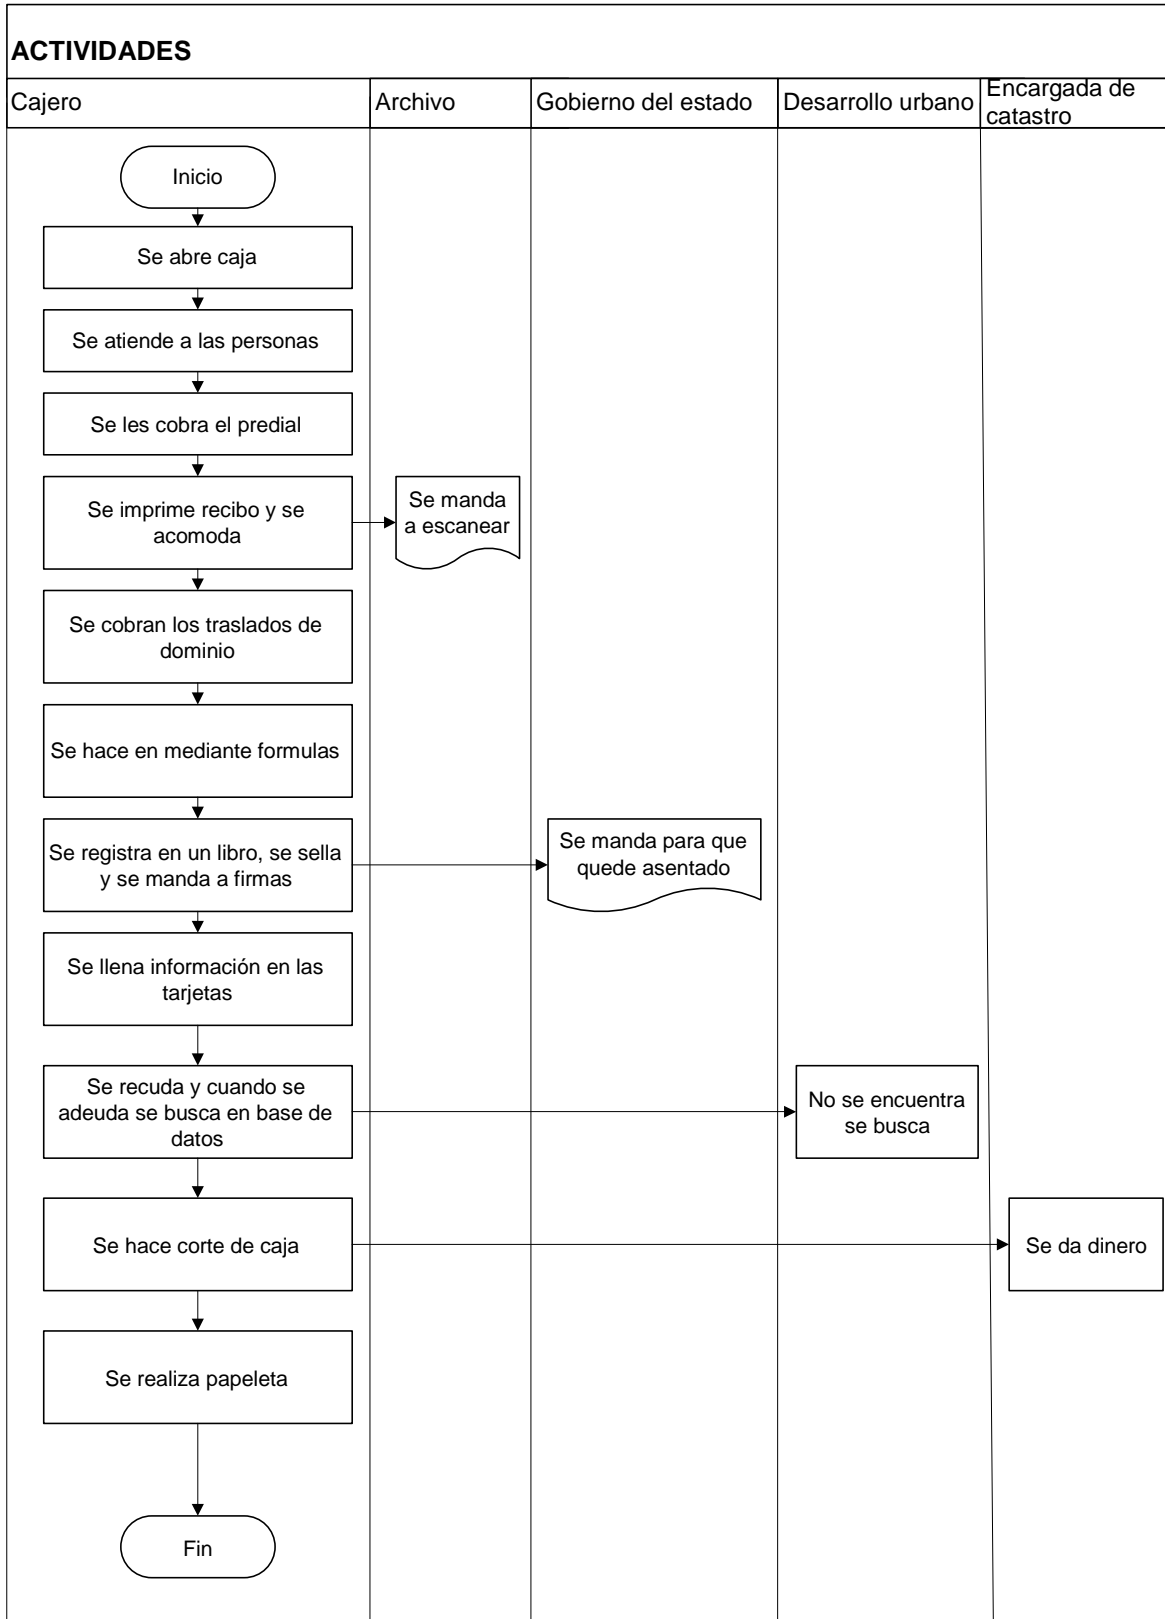 ACTIVIDADES
Cajero
Archivo
Gobierno del estado
Desarrollo urbano
Encargada de
catastro
Inicio
Se abre caja
Se atiende a las personas
Se les cobra el predial
Se imprime recibo y se
acomoda
Se manda
a escanear
Se cobran los traslados de
dominio
Se hace en mediante formulas
Se registra en un libro, se sella
y se manda a firmas
Se manda para que
quede asentado
Se llena información en las
tarjetas
Se recuda y cuando se
adeuda se busca en base de
datos
No se encuentra
se busca
Se hace corte de caja
Se da dinero
Se realiza papeleta
Fin